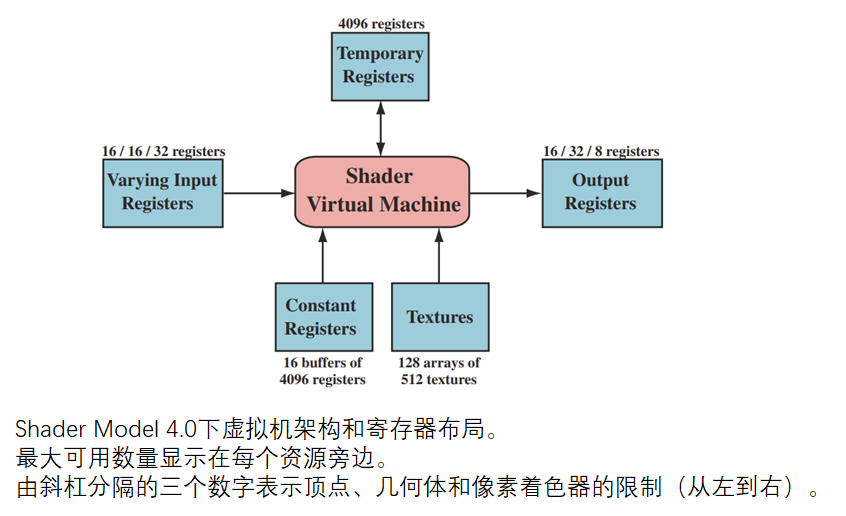 4096 registers
Temporary
Registers
16 / 16 / 32 registers
Varying Input
Registers
Shader
Virtual Machine
16 / 32 / 8 registers
Output
Registers
Constant
Registers
16 buffers of
4096 registers
Textures
128 arrays of
512 textures
Shader Model 4.0下虚拟机架构和寄存器布局。
最大可用数量显示在每个资源旁边。
由斜杠分隔的三个数字表示顶点、几何体和像素着色器的限制（从左到右）。